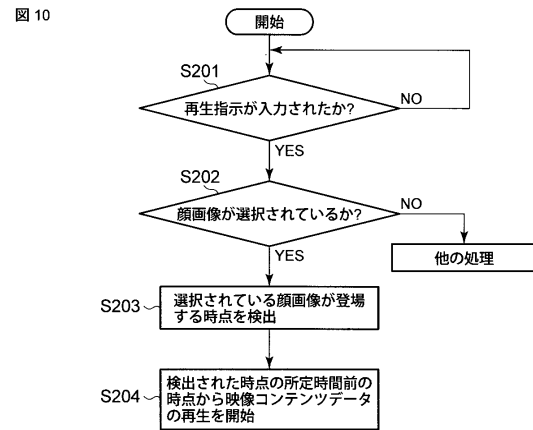 図 10
開始
S201
再生指示が入力されたか?
NO
YES
S202
顔画像が選択されているか?
NO
YES
他の処理
S203
選択されている顔画像が登場
する時点を検出
S204
検出された時点の所定時間前の
時点から映像コンテンツデータ
の再生を開始